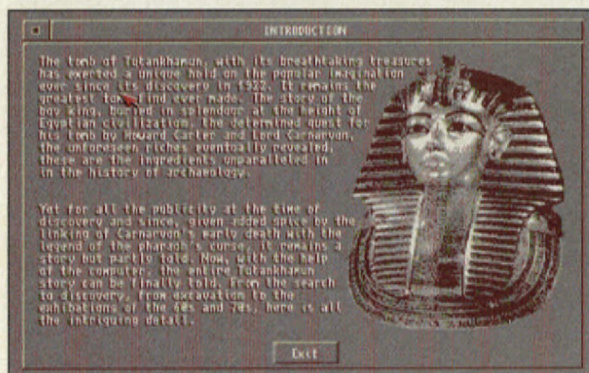 INTRODUCTION
The tomb of Tutankhamun, with its breathtaking treasures
has exerted a unique hold on the popular imagination
ever since its discovery in 1922. It remains the
greatest find ever made. The story of the
boy king, buried in splendour at the height of
Egyptian civilisation, the determined quest for
his tomb by Howard Carter and Lord Carnarvon,
the unforeseen riches eventually revealed,
these are the ingredients unparalleled in
in the history of archaeology.
Yet for all the publicity at the time of
discovery and since, given added spice by the
linking of Carnarvon's early death with the
legend of the pharaoh's curse, it remains a
story but partly told. Now, with the help
of the computer, the entire Tutankhamun
story can be finally told. From the search
to discovery, from excavation to the
exhibations of the 60s and 70s, here is all
the intriguing detail.
Exit